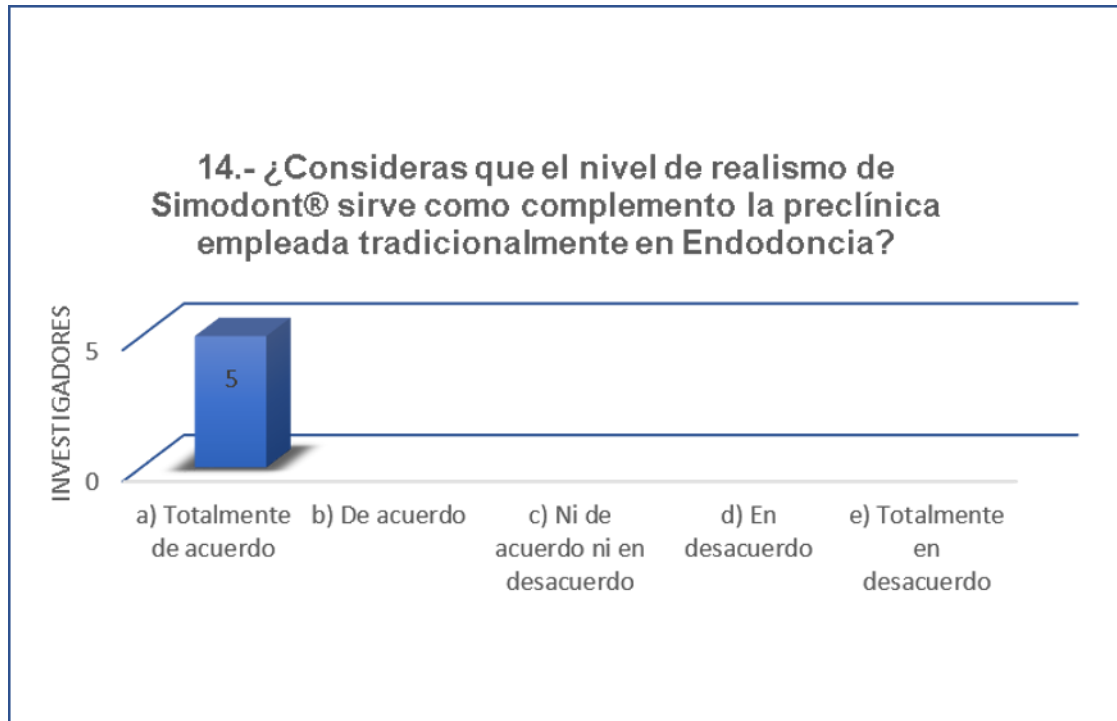 14.- ¿Consideras que el nivel de realismo de
Simodont® sirve como complemento la preclínica
empleada tradicionalmente en Endodoncia?
INVESTIGADORES
5
5
0
a) Totalmente
de acuerdo
b) De acuerdo
c) Ni de
acuerdo ni en
desacuerdo
d) En
desacuerdo
e) Totalmente
en
desacuerdo